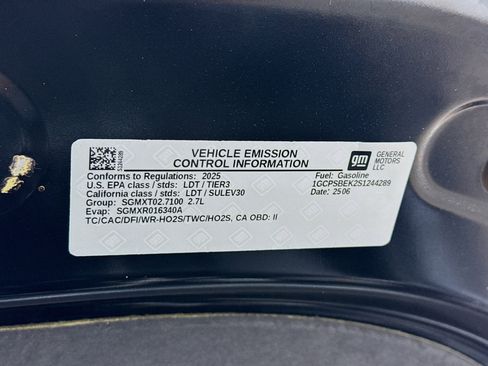 VEHICLE EMISSION
CONTROL INFORMATION
gm GENERAL
MOTORS LLC
Conforms to Regulations: 2025
Fuel: Gasoline
U.S. EPA class / stds: LDT / TIER3
1GCPSBEK2S1244289
California class / stds: LDT / SULEV30
Date: 2506
Group: SGMXT02.7100 2.7L
Evap: SGMXR016340A
TC/CAC/DFI/WR-HO2S/TWC/HO2S, CA OBD: II